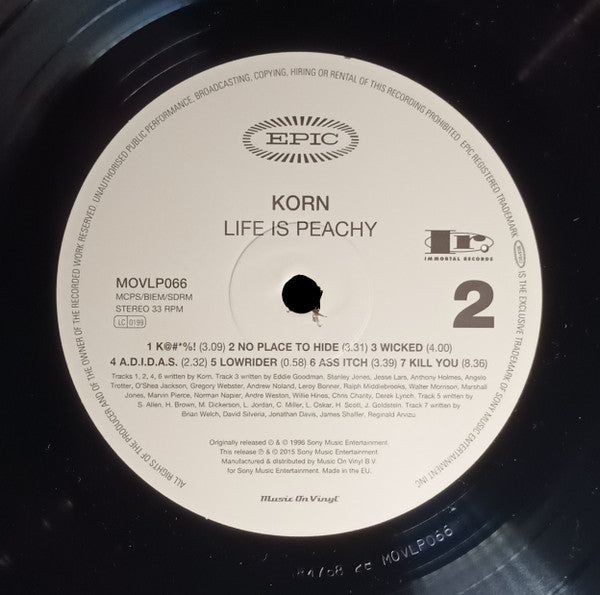 UNAUTHORISED PUBLIC PERFORMANCE, BROADCASTING, COPYING, HIRING OR RENTAL OF THIS RECORDING PROHIBITED. EPIC REGISTERED TRADEMARK.
EPIC
IS THE EXCLUSIVE TRADEMARK OF SONY MUSIC ENTERTAINMENT INC.
ALL RIGHTS OF THE PRODUCER AND OF THE OWNER OF THE RECORDED WORK RESERVED.
EPIC
KORN
LIFE IS PEACHY
MOVLP066
MCPS/BIEM/SDRM
STEREO 33 RPM
LC 0199
Ir.
IMMORTAL RECORDS
2
1 K@#*%! (3.09) 2 NO PLACE TO HIDE (3.31) 3 WICKED (4.00)
4 A.D.I.D.A.S. (2.32) 5 LOWRIDER (0.58) 6 ASS ITCH (3.39) 7 KILL YOU (8.36)
Tracks 1, 2, 4, 6 written by Korn. Track 3 written by Eddie Goodman, Stanley Jones, Jesse Lars, Anthony Holmes, Angelo
Trotter, O'Shea Jackson, Gregory Webster, Andrew Noland, Leroy Bonner, Ralph Middlebrooks, Walter Morrison, Marshall
Jones, Marvin Pierce, Norman Napier, Andre Weston, Willie Hines, Chris Charity, Derek Lynch. Track 5 written by
S. Allen, H. Brown, M. Dickerson, L. Jordan, C. Miller, L. Oskar, H. Scott, J. Goldstein. Track 7 written by
Brian Welch, David Silveria, Jonathan Davis, James Shaffer, Reginald Arvizu
Originally released ℗ & © 1996 Sony Music Entertainment.
This release ℗ & © 2015 Sony Music Entertainment.
Manufactured & distributed by Music On Vinyl B.V.
for Sony Music Entertainment. Made in the EU.
Music On Vinyl
MOVLP066